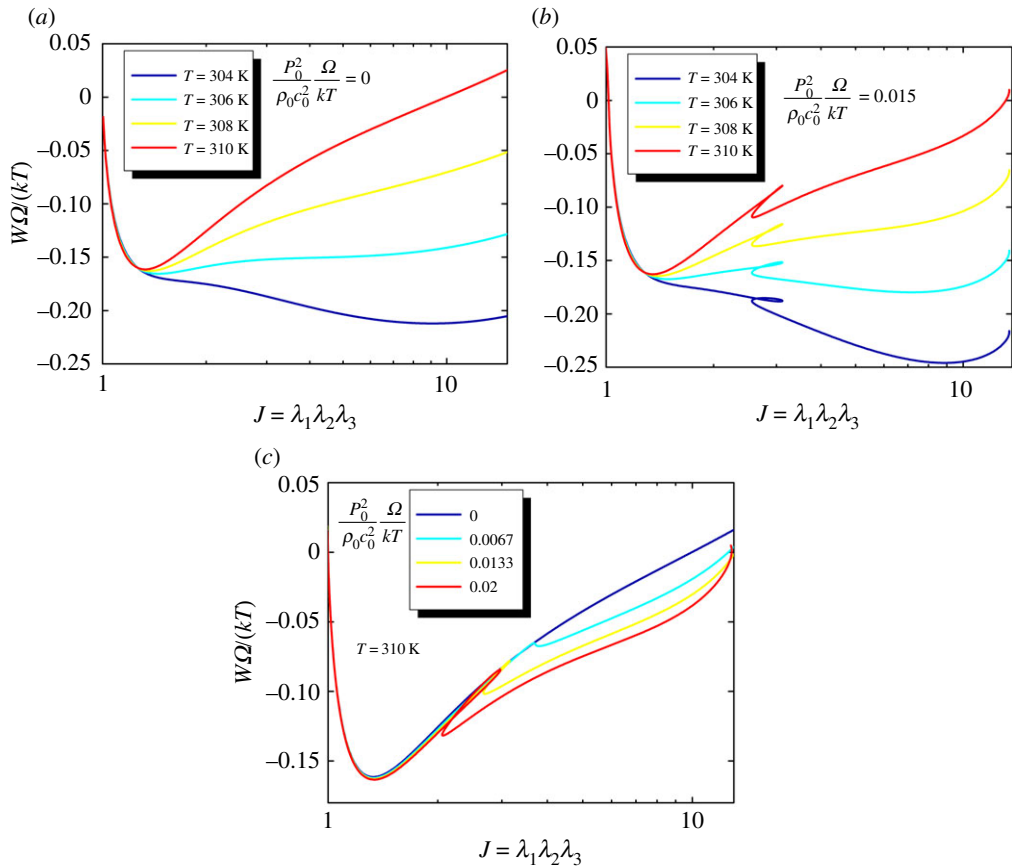 (a)
0.05
0
−0.05
−0.10
−0.15
−0.20
−0.25
WΩ/(kT)
T = 304 K
T = 306 K
T = 308 K
T = 310 K
P₀²/ρ₀c₀² Ω/kT = 0
1
10
J = λ₁λ₂λ₃
(b)
0.05
0
−0.05
−0.10
−0.15
−0.20
−0.25
T = 304 K
T = 306 K
T = 308 K
T = 310 K
P₀²/ρ₀c₀² Ω/kT = 0.015
1
10
J = λ₁λ₂λ₃
(c)
0.05
0
−0.05
−0.10
−0.15
WΩ/(kT)
P₀²/ρ₀c₀² Ω/kT
0
0.0067
0.0133
0.02
T = 310 K
1
10
J = λ₁λ₂λ₃